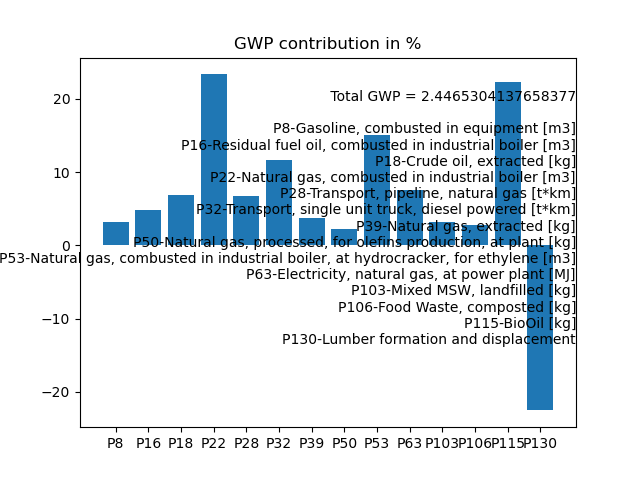 GWP contribution in %
20
10
0
−10
−20
Total GWP = 2.4465304137658377
P8-Gasoline, combusted in equipment [m3]
P16-Residual fuel oil, combusted in industrial boiler [m3]
P18-Crude oil, extracted [kg]
P22-Natural gas, combusted in industrial boiler [m3]
P28-Transport, pipeline, natural gas [t*km]
P32-Transport, single unit truck, diesel powered [t*km]
P39-Natural gas, extracted [kg]
P50-Natural gas, processed, for olefins production, at plant [kg]
P53-Natural gas, combusted in industrial boiler, at hydrocracker, for ethylene [m3]
P63-Electricity, natural gas, at power plant [MJ]
P103-Mixed MSW, landfilled [kg]
P106-Food Waste, composted [kg]
P115-BioOil [kg]
P130-Lumber formation and displacement
P8 P16 P18 P22 P28 P32 P39 P50 P53 P63 P103 P106 P115 P130